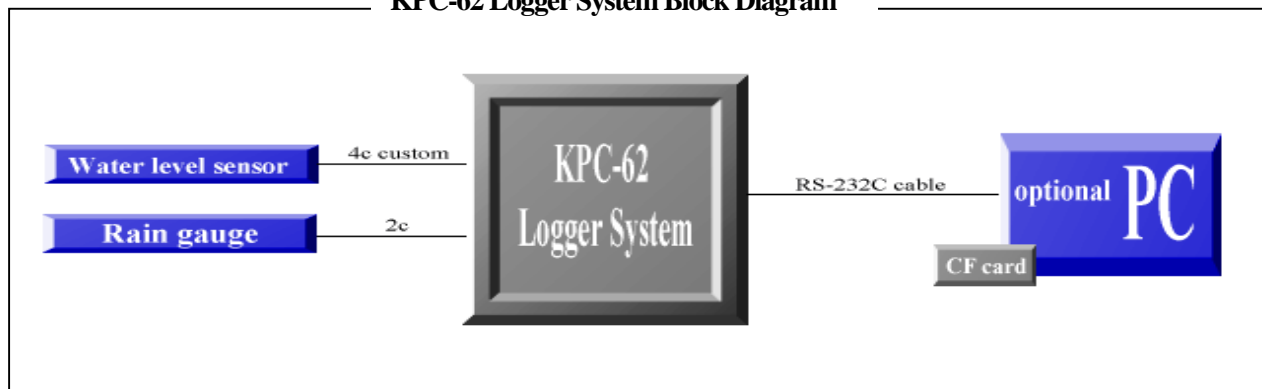 KPC-62 Logger System Block Diagram
Water level sensor
4c custom
Rain gauge
2c
KPC-62
Logger System
RS-232C cable
optional PC
CF card